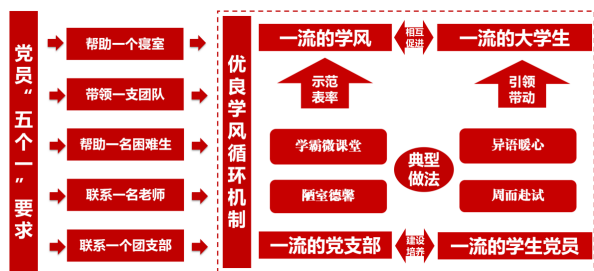 党员“五个一”要求
帮助一个寝室
带领一支团队
帮助一名困难生
联系一名老师
联系一个团支部
优良学风循环机制
一流的学风
相互
促进
一流的大学生
示范
表率
引领
带动
学霸微课堂
异语暖心
典型
做法
陋室德馨
周而赴试
一流的党支部
建设
培养
一流的学生党员